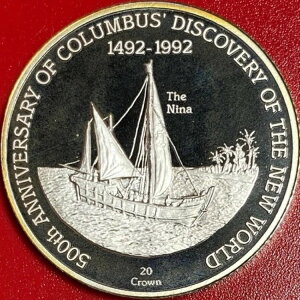 500th ANNIVERSARY OF COLUMBUS' DISCOVERY OF THE NEW WORLD
1492-1992
The
Nina
20
Crown